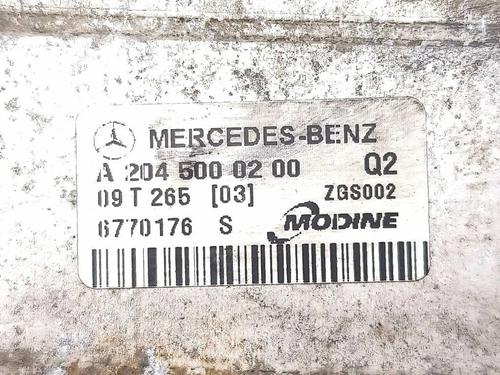 MERCEDES-BENZ
A 204 500 02 00 Q2
09 T 265 [03] ZGS002
6770176 S MODINE